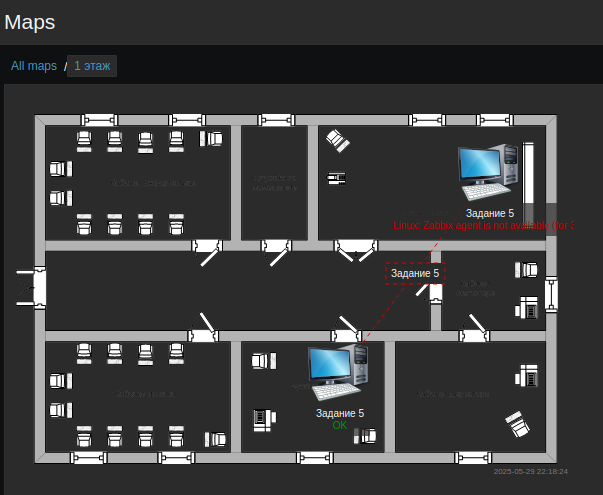 Maps
All maps / 1 этаж
Задание 5
Linux: Zabbix agent is not available (for 3
Задание 5
Задание 5
OK
2025-05-29 22:18:24